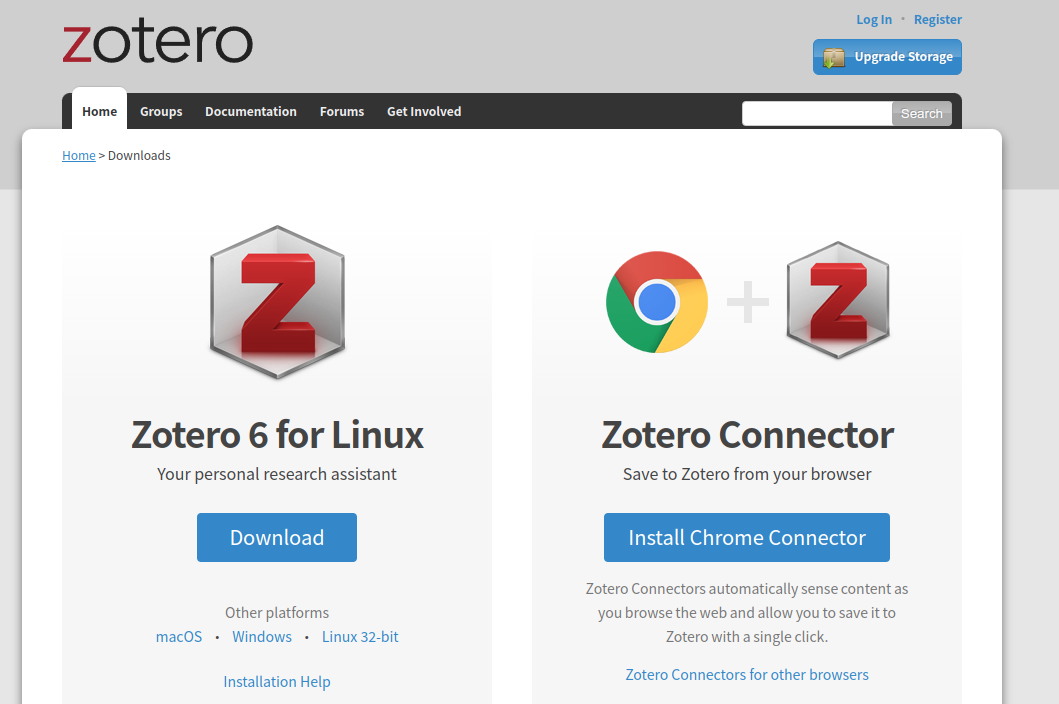 zotero
Log In • Register
Upgrade Storage
Home Groups Documentation Forums Get Involved Search
Home > Downloads
Z
Z
Zotero 6 for Linux
Your personal research assistant
Download
Other platforms
macOS • Windows • Linux 32-bit
Installation Help
Zotero Connector
Save to Zotero from your browser
Install Chrome Connector
Zotero Connectors automatically sense content as
you browse the web and allow you to save it to
Zotero with a single click.
Zotero Connectors for other browsers